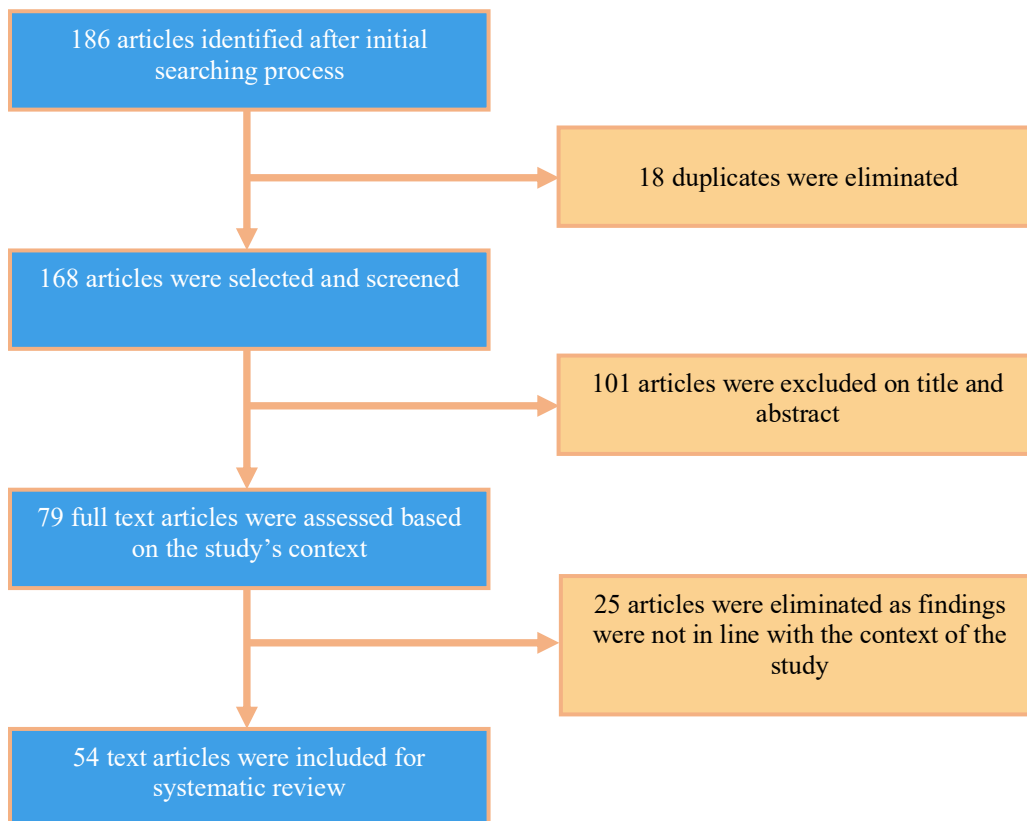 186 articles identified after initial
searching process
18 duplicates were eliminated
168 articles were selected and screened
101 articles were excluded on title and
abstract
79 full text articles were assessed based
on the study’s context
25 articles were eliminated as findings
were not in line with the context of the
study
54 text articles were included for
systematic review